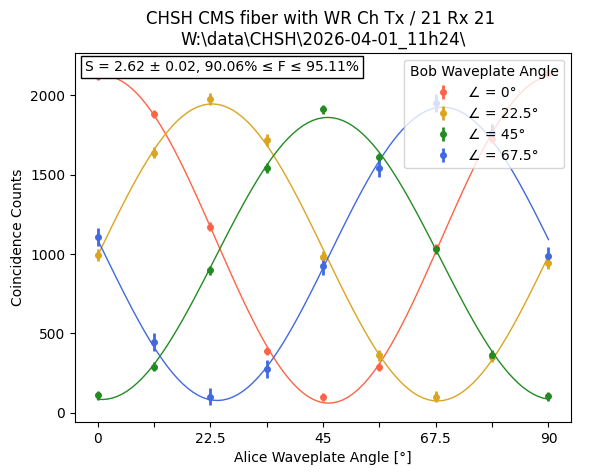 CHSH CMS fiber with WR Ch Tx / 21 Rx 21
W:\data\CHSH\2026-04-01_11h24\
S = 2.62 ± 0.02, 90.06% ≤ F ≤ 95.11%
Bob Waveplate Angle
∠ = 0°
∠ = 22.5°
∠ = 45°
∠ = 67.5°
Coincidence Counts
2000
1500
1000
500
0
0 22.5 45 67.5 90
Alice Waveplate Angle [°]